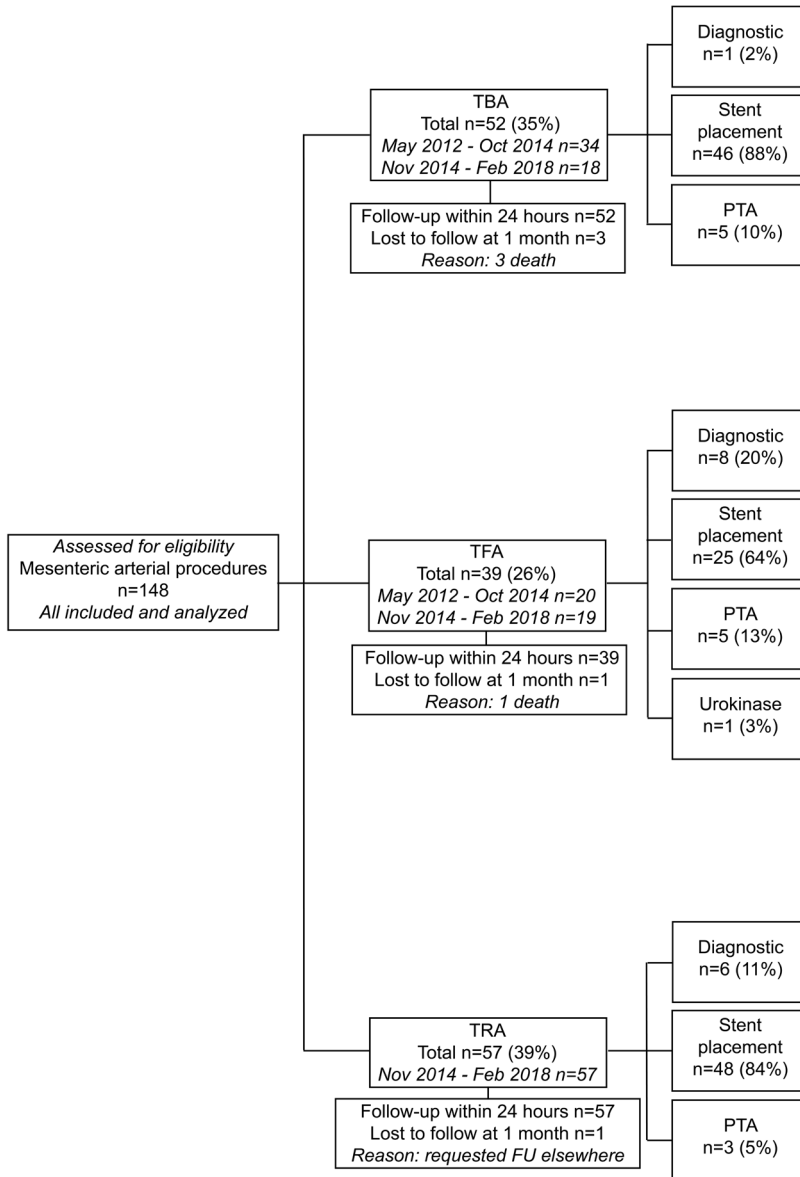 Assessed for eligibility
Mesenteric arterial procedures
n=148
All included and analyzed
TBA
Total n=52 (35%)
May 2012 - Oct 2014 n=34
Nov 2014 - Feb 2018 n=18
Follow-up within 24 hours n=52
Lost to follow at 1 month n=3
Reason: 3 death
Diagnostic
n=1 (2%)
Stent
placement
n=46 (88%)
PTA
n=5 (10%)
TFA
Total n=39 (26%)
May 2012 - Oct 2014 n=20
Nov 2014 - Feb 2018 n=19
Follow-up within 24 hours n=39
Lost to follow at 1 month n=1
Reason: 1 death
Diagnostic
n=8 (20%)
Stent
placement
n=25 (64%)
PTA
n=5 (13%)
Urokinase
n=1 (3%)
TRA
Total n=57 (39%)
Nov 2014 - Feb 2018 n=57
Follow-up within 24 hours n=57
Lost to follow at 1 month n=1
Reason: requested FU elsewhere
Diagnostic
n=6 (11%)
Stent
placement
n=48 (84%)
PTA
n=3 (5%)